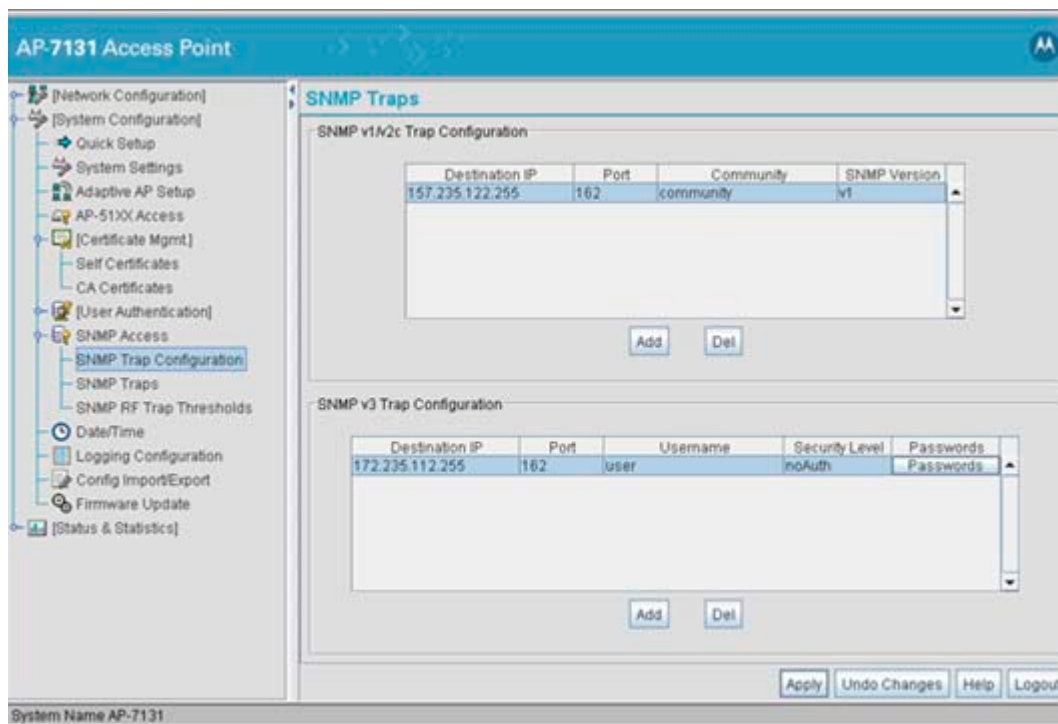 AP-7131 Access Point
[Network Configuration]
[System Configuration]
Quick Setup
System Settings
Adaptive AP Setup
AP-51XX Access
[Certificate Mgmt.]
Self Certificates
CA Certificates
[User Authentication]
SNMP Access
SNMP Trap Configuration
SNMP Traps
SNMP RF Trap Thresholds
Date/Time
Logging Configuration
Config Import/Export
Firmware Update
[Status & Statistics]
SNMP Traps
SNMP v1/v2c Trap Configuration
Destination IP Port Community SNMP Version
157.235.122.255 162 community v1
Add Del
SNMP v3 Trap Configuration
Destination IP Port Username Security Level Passwords
172.235.112.255 162 user noAuth Passwords
Add Del
Apply Undo Changes Help Logout
System Name AP-7131